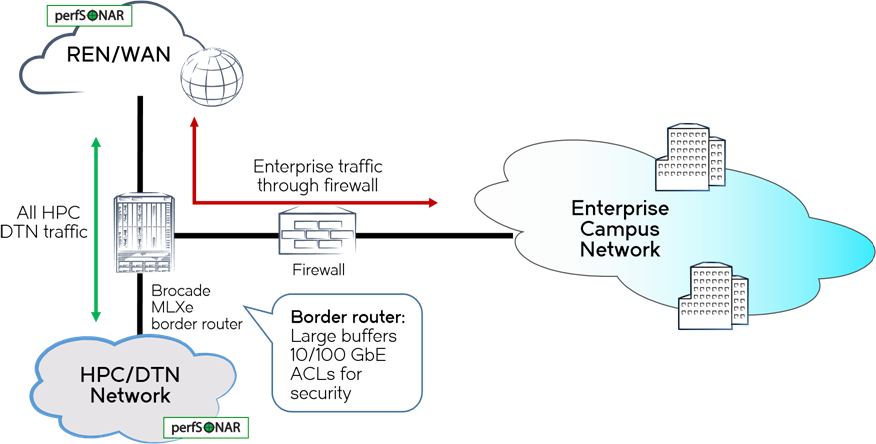 perfSONAR
REN/WAN
Enterprise traffic
through firewall
All HPC
DTN traffic
Enterprise
Campus
Network
Firewall
Brocade
MLXe
border router
Border router:
Large buffers
10/100 GbE
ACLs for
security
HPC/DTN
Network
perfSONAR